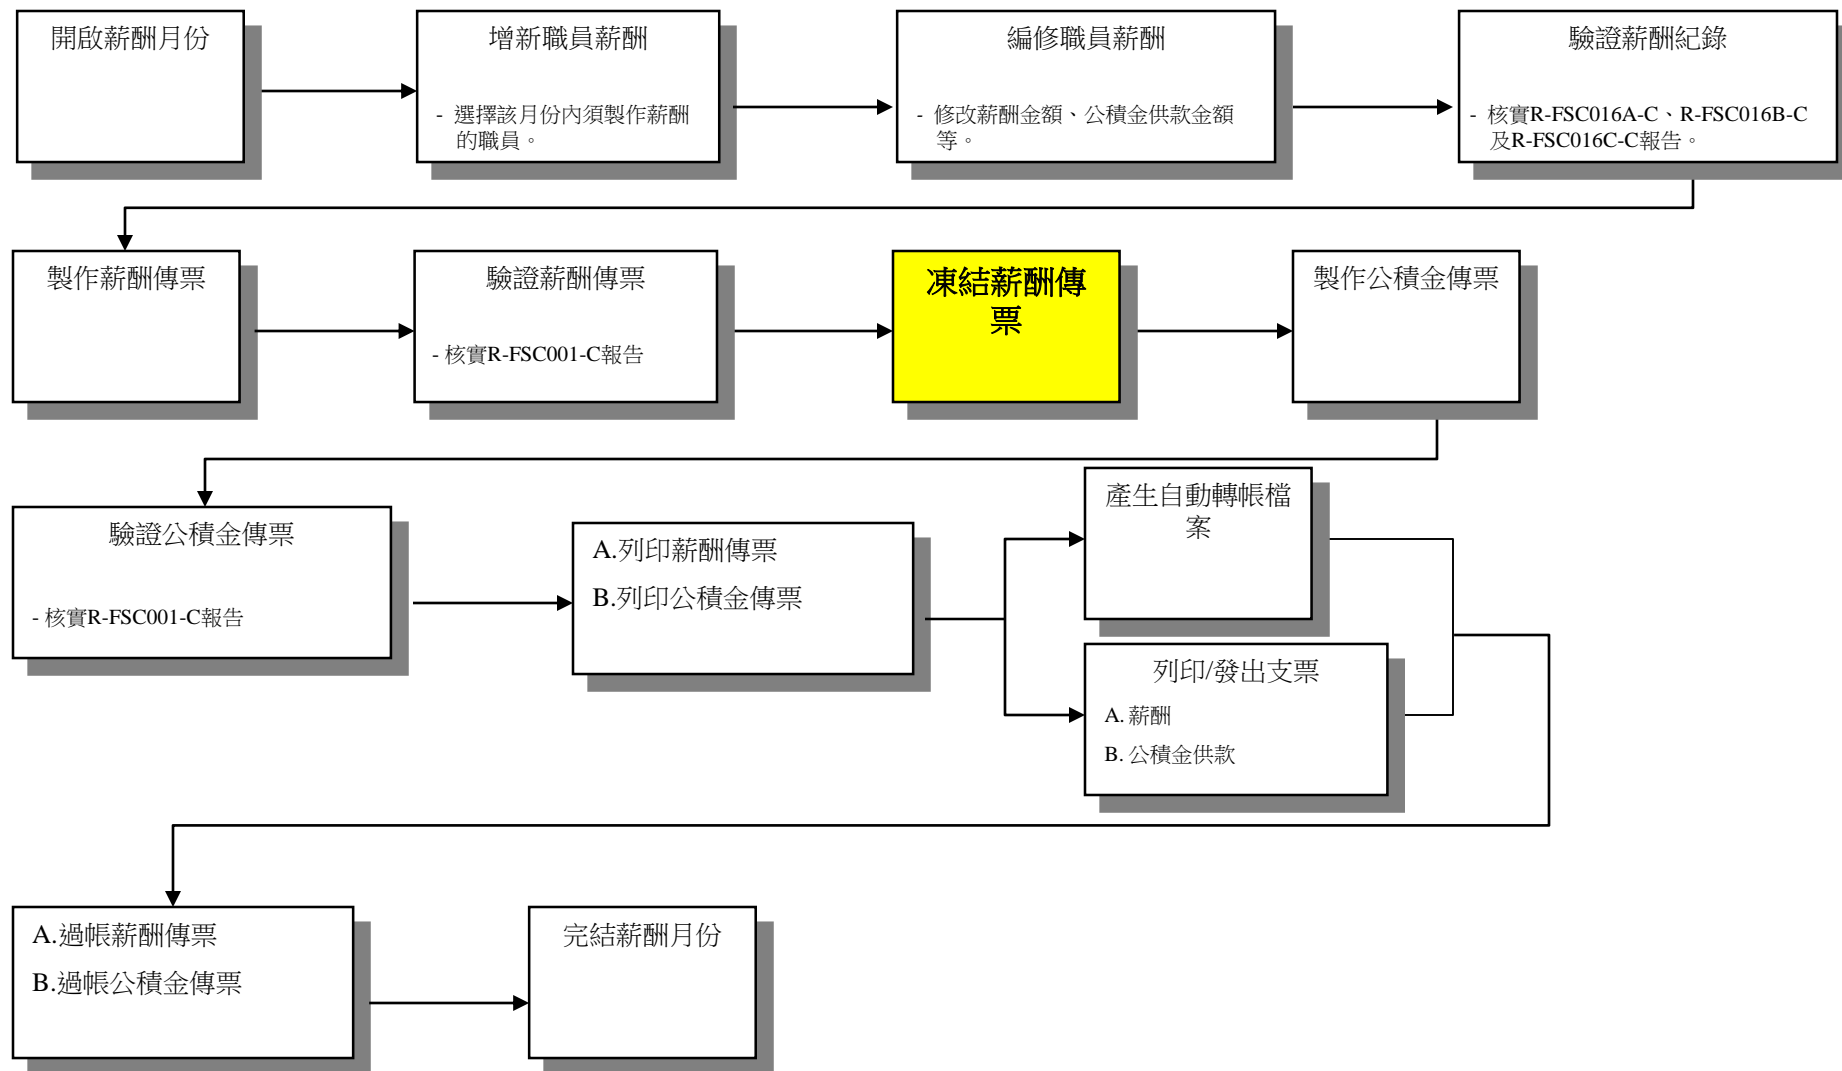 開啟薪酬月份
增新職員薪酬
- 選擇該月份內須製作薪酬
的職員。
編修職員薪酬
- 修改薪酬金額、公積金供款金額
等。
驗證薪酬紀錄
- 核實R-FSC016A-C、R-FSC016B-C
及R-FSC016C-C報告。
製作薪酬傳票
驗證薪酬傳票
- 核實R-FSC001-C報告
凍結薪酬傳
票
製作公積金傳票
驗證公積金傳票
- 核實R-FSC001-C報告
A.列印薪酬傳票
B.列印公積金傳票
產生自動轉帳檔
案
列印/發出支票
A. 薪酬
B. 公積金供款
A.過帳薪酬傳票
B.過帳公積金傳票
完結薪酬月份